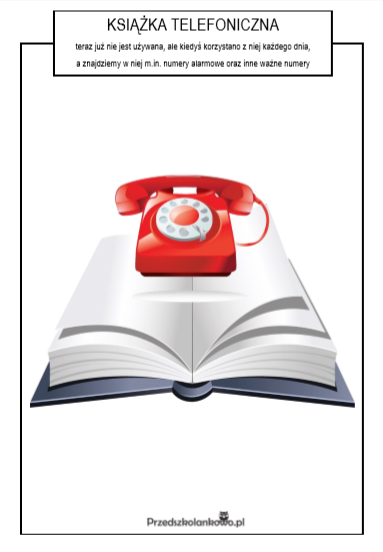 KSIĄŻKA TELEFONICZNA
teraz już nie jest używana, ale kiedyś korzystano z niej każdego dnia,
a znajdziemy w niej m.in. numery alarmowe oraz inne ważne numery
Przedszkolankowo.pl